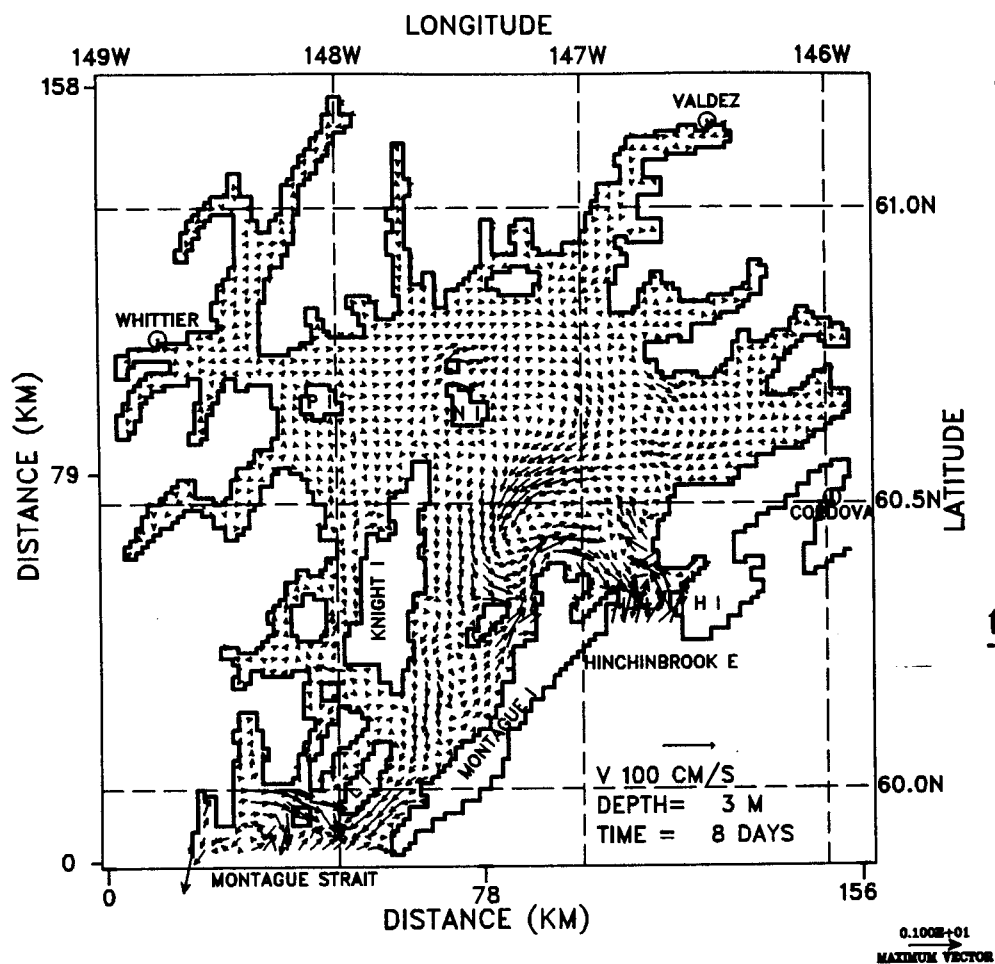 LONGITUDE
149W 148W 147W 146W
158
VALDEZ
61.0N
WHITTIER
P I
N I
DISTANCE (KM)
LATITUDE
79
60.5N
CORDOVA
KNIGHT I
H I
HINCHINBROOK E
MONTAGUE I
V 100 CM/S
DEPTH= 3 M
TIME = 8 DAYS
60.0N
L I
0
MONTAGUE STRAIT
0 78 156
DISTANCE (KM)
0.100E+01
MAXIMUM VECTOR